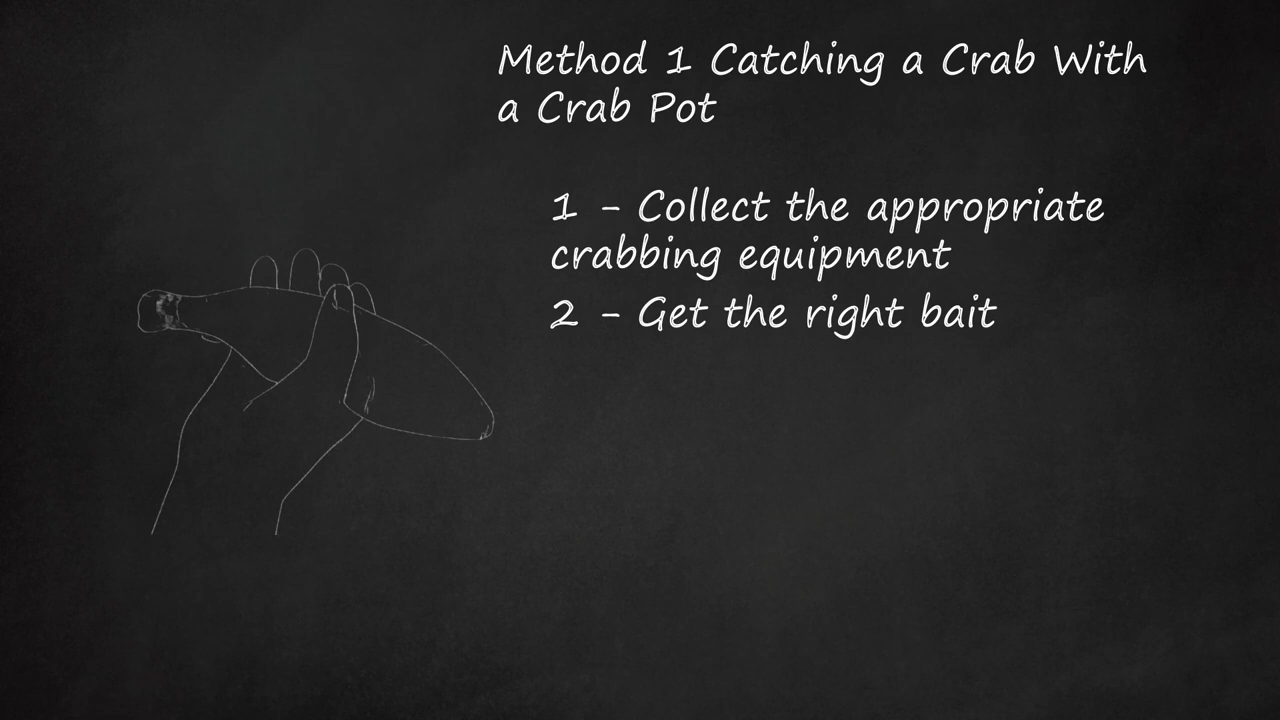 Method 1 Catching a Crab With
a Crab Pot
1 - Collect the appropriate
crabbing equipment
2 - Get the right bait